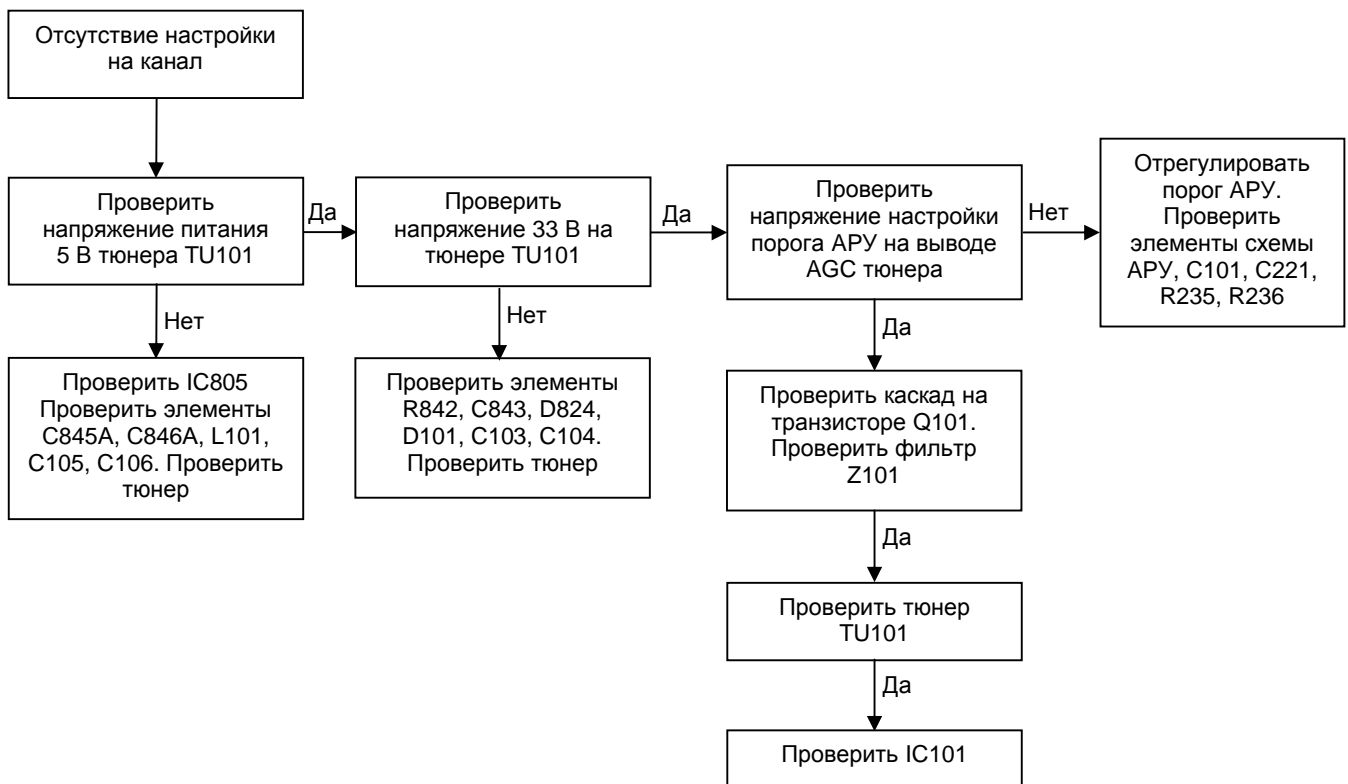 Отсутствие настройки
на канал
Проверить
напряжение питания
5 В тюнера TU101
Да
Проверить
напряжение 33 В на
тюнере TU101
Да
Проверить
напряжение настройки
порога АРУ на выводе
AGC тюнера
Нет
Отрегулировать
порог АРУ.
Проверить
элементы схемы
АРУ, C101, C221,
R235, R236
Нет
Проверить IC805
Проверить элементы
C845A, C846A, L101,
C105, C106. Проверить
тюнер
Нет
Проверить элементы
R842, C843, D824,
D101, C103, C104.
Проверить тюнер
Да
Проверить каскад на
транзисторе Q101.
Проверить фильтр
Z101
Да
Проверить тюнер
TU101
Да
Проверить IC101